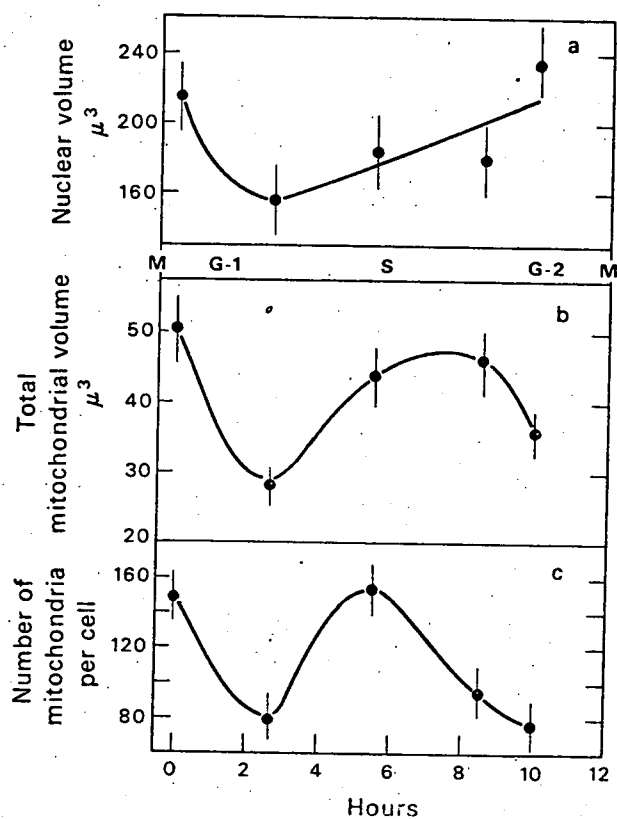 a
Nuclear volume
μ³
240
200
160
M G-1 S G-2 M
b
Total
mitochondrial volume
μ³
50
40
30
20
c
Number of
mitochondria
per cell
160
120
80
0 2 4 6 8 10 12
Hours